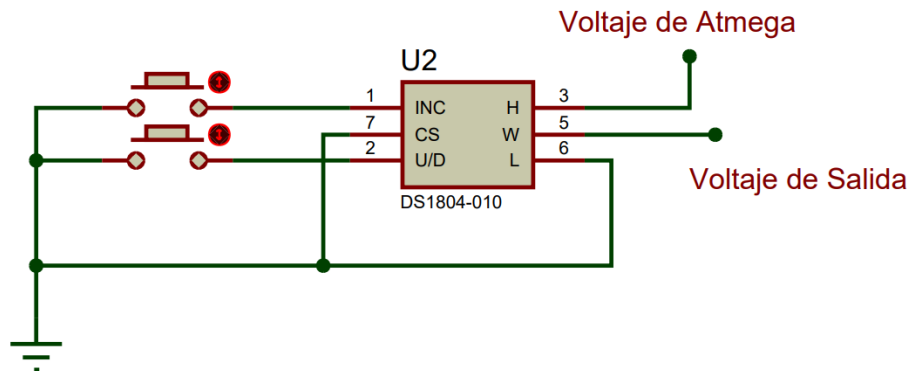 Voltaje de Atmega
U2
1 INC H 3
7 CS W 5
2 U/D L 6
Voltaje de Salida
DS1804-010